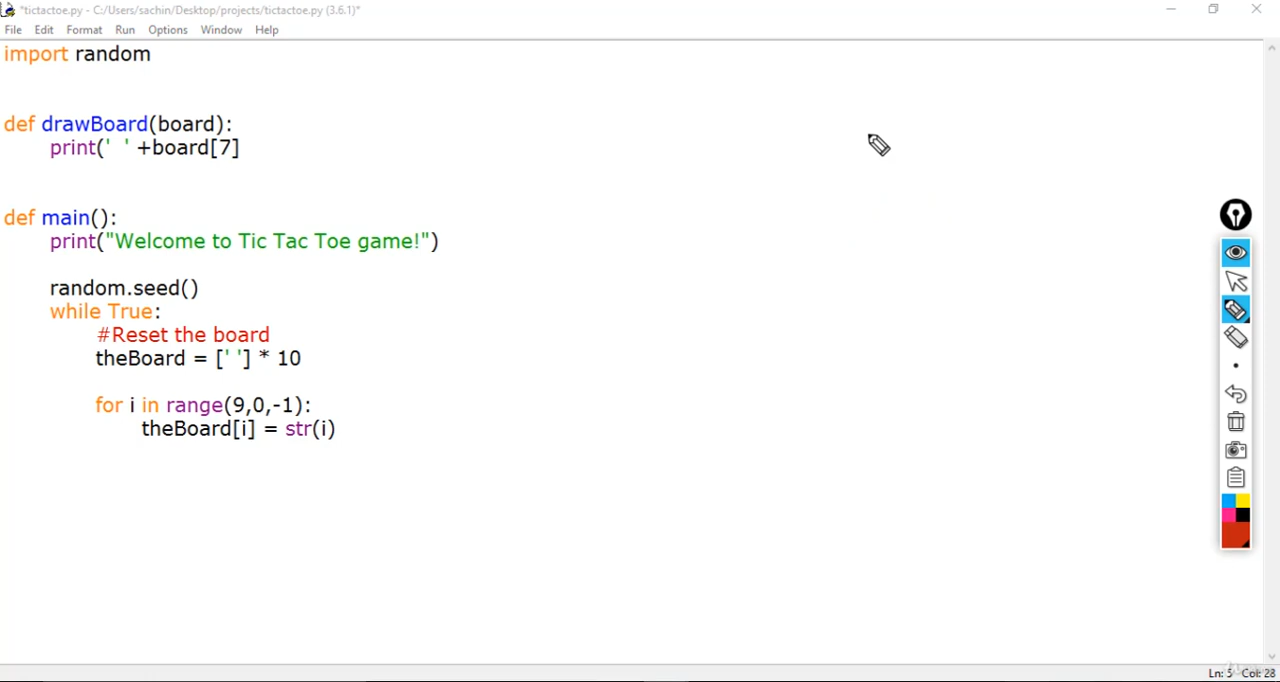 *tictactoe.py - C:/Users/sachin/Desktop/projects/tictactoe.py (3.6.1)*
File Edit Format Run Options Window Help
import random
def drawBoard(board):
print('  ' +board[7]
def main():
print("Welcome to Tic Tac Toe game!")
random.seed()
while True:
#Reset the board
theBoard = [' '] * 10
for i in range(9,0,-1):
theBoard[i] = str(i)
Ln: 5 Col: 28